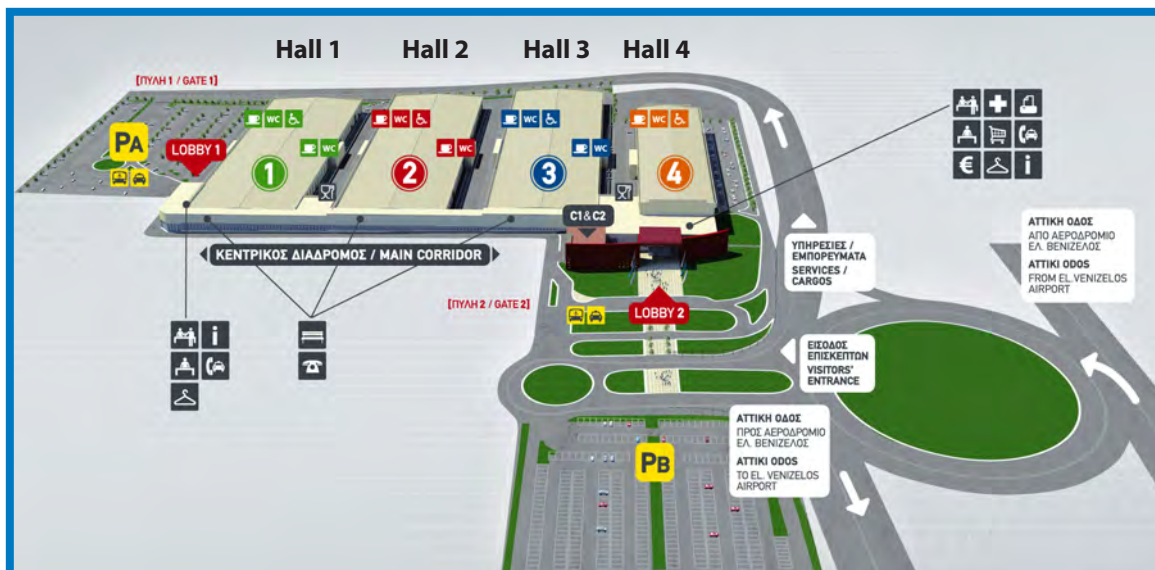 Hall 1
Hall 2
Hall 3
Hall 4
[ΠΥΛΗ 1 / GATE 1]
PA
LOBBY 1
WC
WC
1
WC
WC
2
WC
WC
3
WC
4
C1 & C2
ΚΕΝΤΡΙΚΟΣ ΔΙΑΔΡΟΜΟΣ / MAIN CORRIDOR
€
i
ΥΠΗΡΕΣΙΕΣ /
ΕΜΠΟΡΕΥΜΑΤΑ
SERVICES /
CARGOS
ΑΤΤΙΚΗ ΟΔΟΣ
ΑΠΟ ΑΕΡΟΔΡΟΜΙΟ
ΕΛ. ΒΕΝΙΖΕΛΟΣ
ATTIKI ODOS
FROM EL. VENIZELOS
AIRPORT
[ΠΥΛΗ 2 / GATE 2]
LOBBY 2
i
ΕΙΣΟΔΟΣ
ΕΠΙΣΚΕΠΤΩΝ
VISITORS'
ENTRANCE
PB
ΑΤΤΙΚΗ ΟΔΟΣ
ΠΡΟΣ ΑΕΡΟΔΡΟΜΙΟ
ΕΛ. ΒΕΝΙΖΕΛΟΣ
ATTIKI ODOS
TO EL. VENIZELOS
AIRPORT